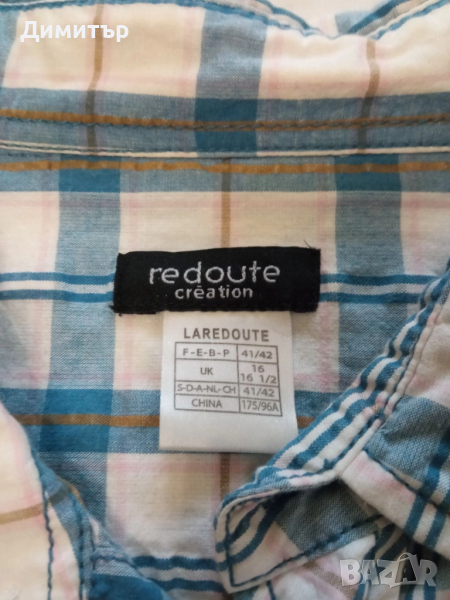 Димитър
redoute
création
LAREDOUTE
F-E-B-P 41/42
UK 16
16 1/2
S-D-A-NL-CH 41/42
CHINA 175/96A
BAZAR